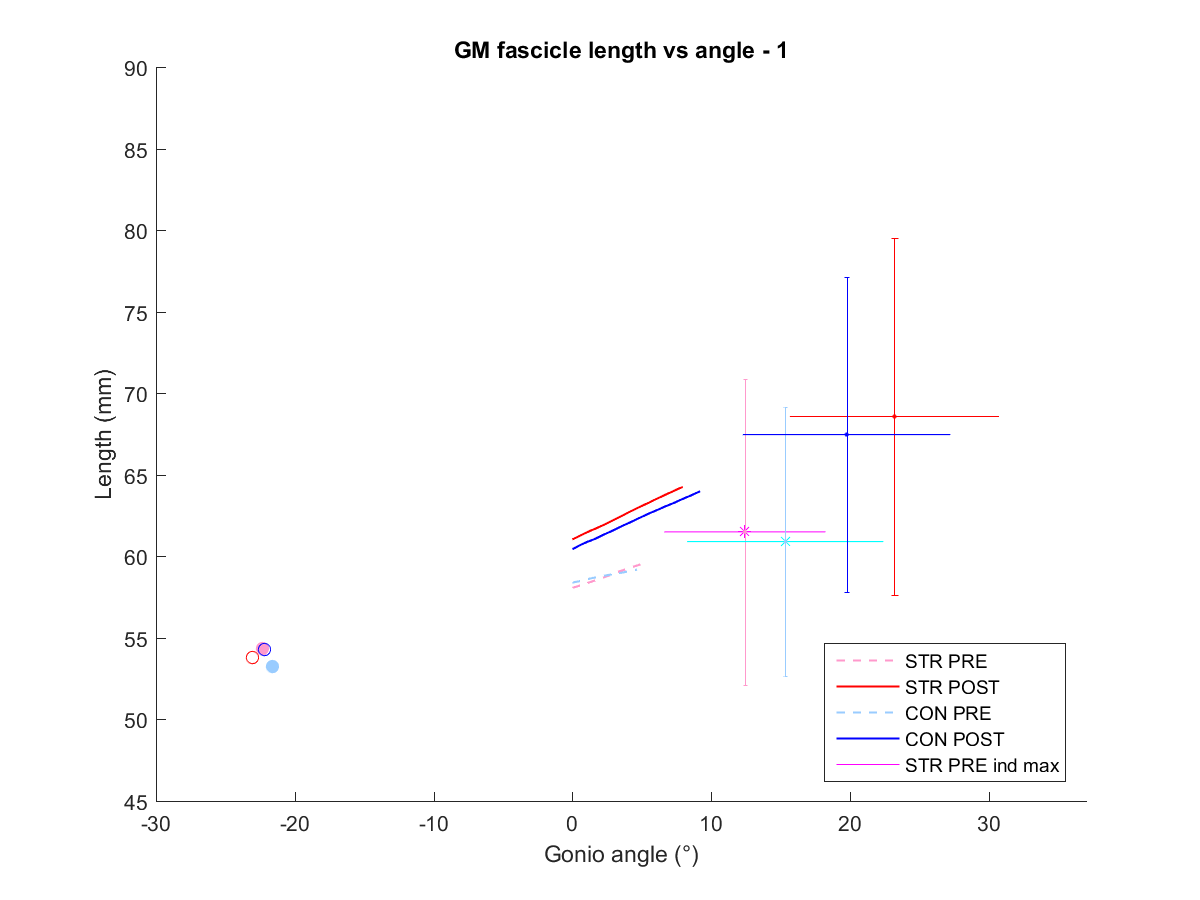 GM fascicle length vs angle - 1
90
85
80
75
70
65
60
55
50
45
Length (mm)
-30
-20
-10
0
10
20
30
Gonio angle (°)
STR PRE
STR POST
CON PRE
CON POST
STR PRE ind max